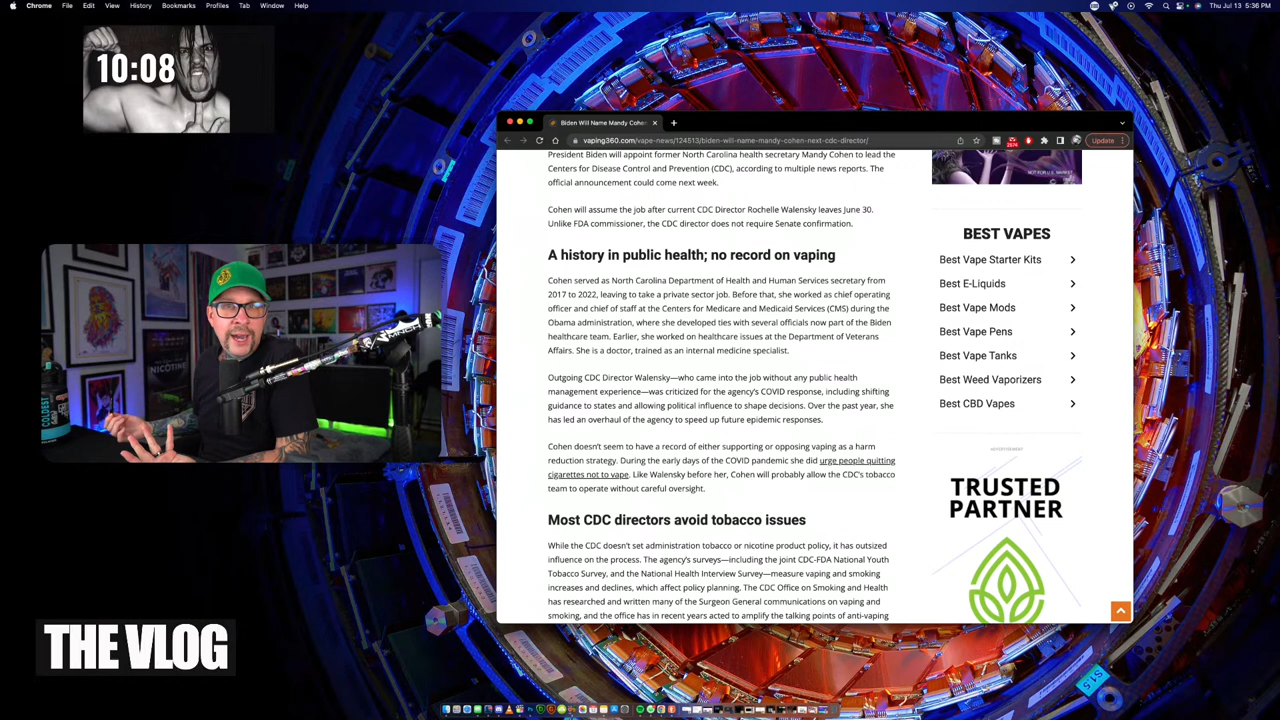 Chrome File Edit View History Bookmarks Profiles Tab Window Help
Thu Jul 13 5:36 PM
10:08
Biden Will Name Mandy Cohen
vaping360.com/vape-news/124513/biden-will-name-mandy-cohen-next-cdc-director/
2674
Update
President Biden will appoint former North Carolina health secretary Mandy Cohen to lead the
Centers for Disease Control and Prevention (CDC), according to multiple news reports. The
official announcement could come next week.
Cohen will assume the job after current CDC Director Rochelle Walensky leaves June 30.
Unlike FDA commissioner, the CDC director does not require Senate confirmation.
A history in public health; no record on vaping
Cohen served as North Carolina Department of Health and Human Services secretary from
2017 to 2022, leaving to take a private sector job. Before that, she worked as chief operating
officer and chief of staff at the Centers for Medicare and Medicaid Services (CMS) during the
Obama administration, where she developed ties with several officials now part of the Biden
healthcare team. Earlier, she worked on healthcare issues at the Department of Veterans
Affairs. She is a doctor, trained as an internal medicine specialist.
Outgoing CDC Director Walensky—who came into the job without any public health
management experience—was criticized for the agency's COVID response, including shifting
guidance to states and allowing political influence to shape decisions. Over the past year, she
has led an overhaul of the agency to speed up future epidemic responses.
Cohen doesn't seem to have a record of either supporting or opposing vaping as a harm
reduction strategy. During the early days of the COVID pandemic she did urge people quitting
cigarettes not to vape. Like Walensky before her, Cohen will probably allow the CDC's tobacco
team to operate without careful oversight.
Most CDC directors avoid tobacco issues
While the CDC doesn't set administration tobacco or nicotine product policy, it has outsized
influence on the process. The agency's surveys—including the joint CDC-FDA National Youth
Tobacco Survey, and the National Health Interview Survey—measure vaping and smoking
increases and declines, which affect policy planning. The CDC Office on Smoking and Health
has researched and written many of the Surgeon General communications on vaping and
smoking, and the office has in recent years acted to amplify the talking points of anti-vaping
NOT FOR U.S. MARKET
BEST VAPES
Best Vape Starter Kits
Best E-Liquids
Best Vape Mods
Best Vape Pens
Best Vape Tanks
Best Weed Vaporizers
Best CBD Vapes
ADVERTISEMENT
TRUSTED
PARTNER
NICOTINE
COLDEST
THE VLOG
S1.5